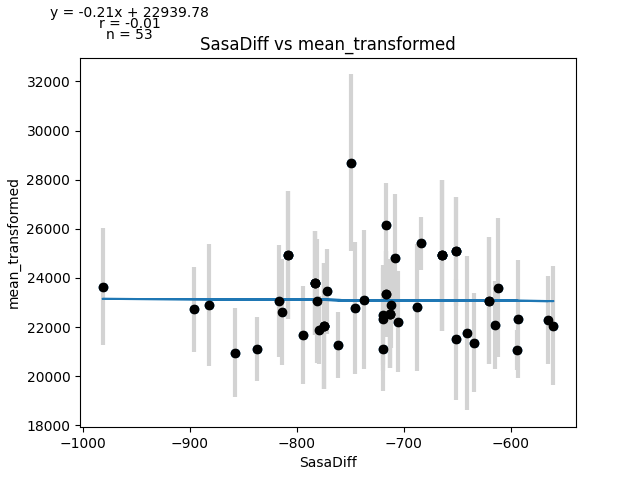 y = -0.21x + 22939.78
r = -0.01
n = 53
SasaDiff vs mean_transformed
mean_transformed
32000
30000
28000
26000
24000
22000
20000
18000
−1000
−900
−800
−700
−600
SasaDiff